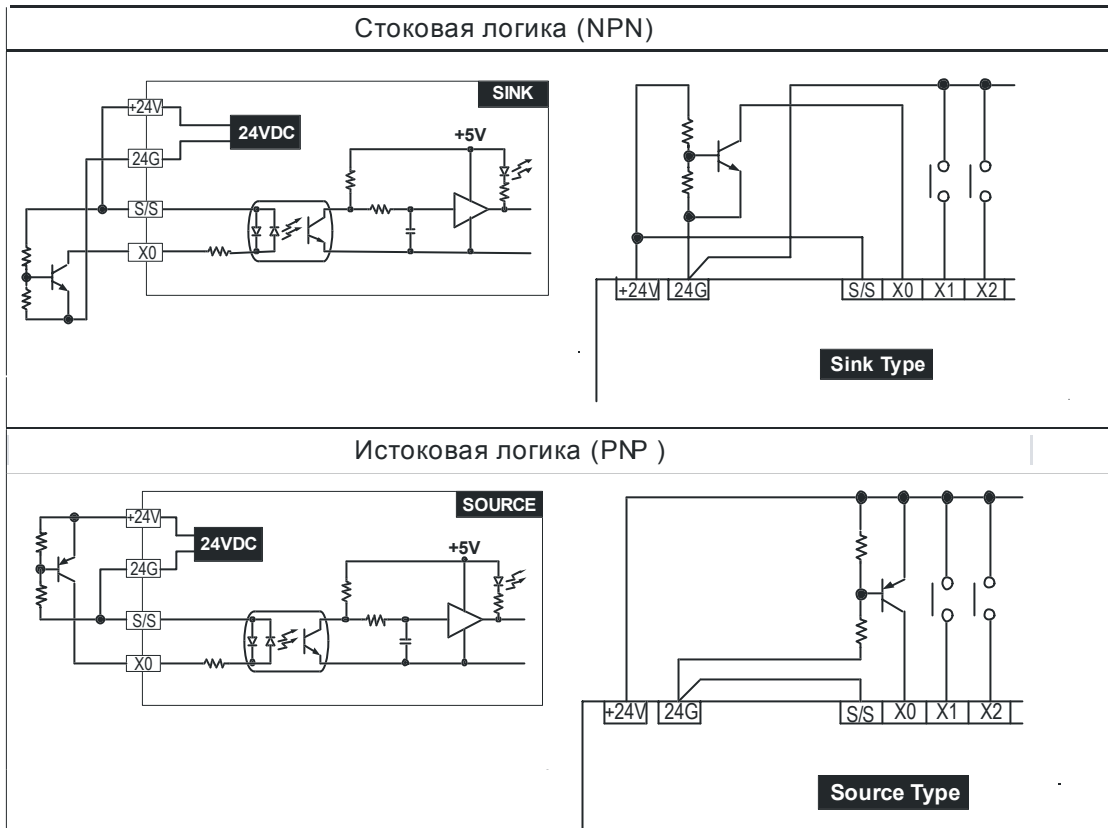 Стоковая логика (NPN)
SINK
+24V
24VDC
+5V
24G
S/S
X0
+24V 24G S/S X0 X1 X2
Sink Type
Истоковая логика (PNP )
SOURCE
+24V
24VDC
+5V
24G
S/S
X0
+24V 24G S/S X0 X1 X2
Source Type